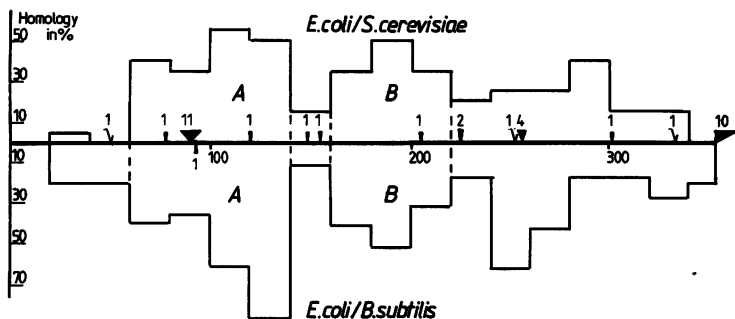 Homology
in %
E.coli/S.cerevisiae
50
30
10
A
B
1 1 11 1 1 1 1 2 1 4 1 1 10
10
1
100
200
300
30
50
70
A
B
E.coli/B.subtilis